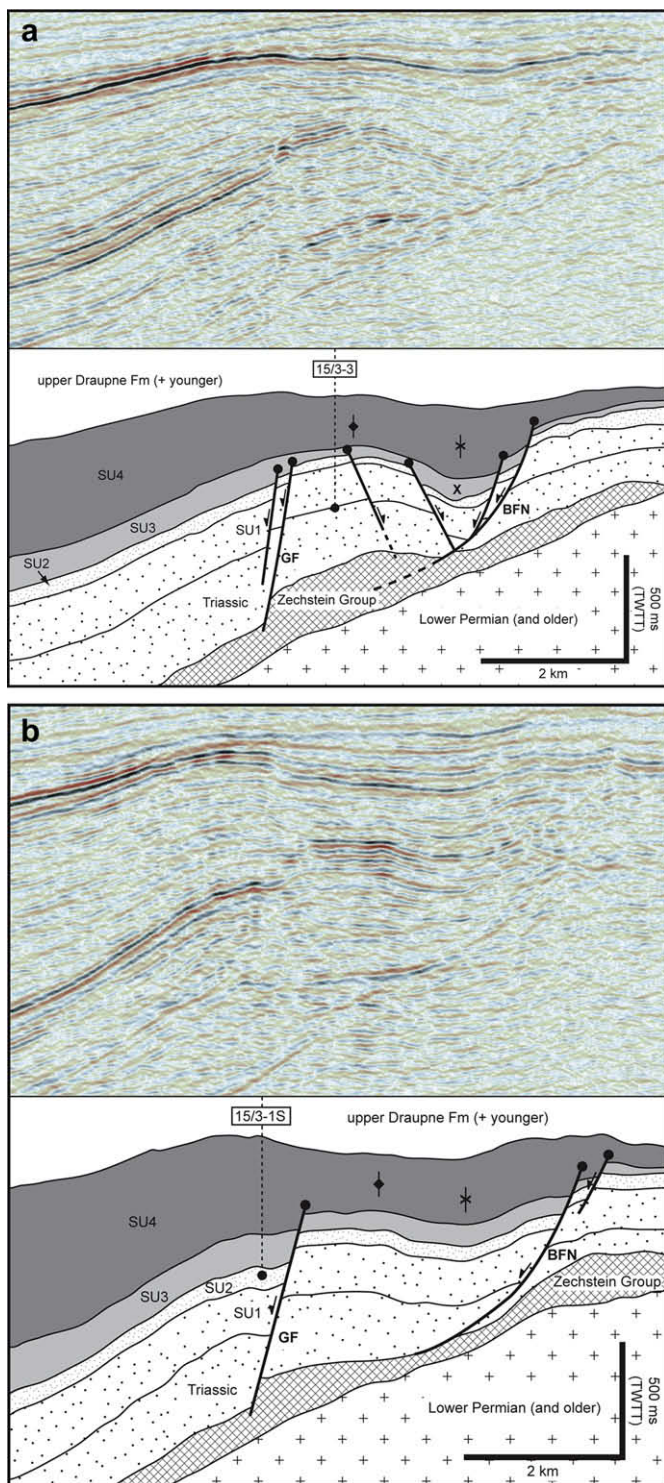 a
15/3-3
upper Draupne Fm (+ younger)
SU4
X
SU3
BFN
SU1
SU2
GF
500 ms
(TWTT)
Triassic
Zechstein Group
Lower Permian (and older)
2 km
b
15/3-1S
upper Draupne Fm (+ younger)
SU4
BFN
SU3
SU2
Zechstein Group
SU1
GF
500 ms
(TWTT)
Triassic
Lower Permian (and older)
2 km